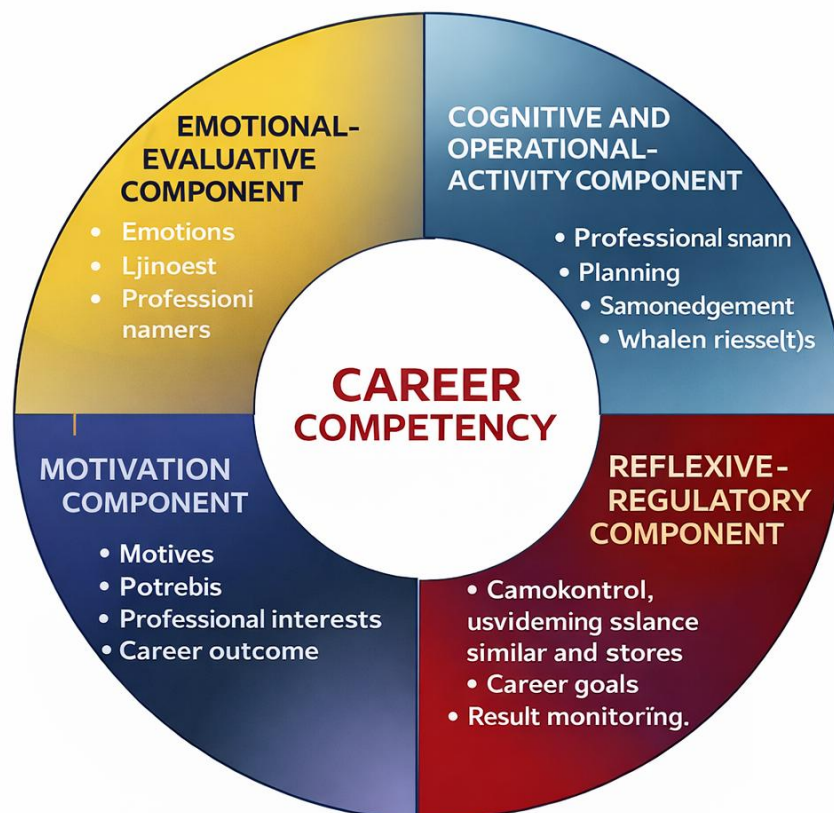 EMOTIONAL-
EVALUATIVE
COMPONENT
• Emotions
• Ljinoest
• Professioni
namers
COGNITIVE AND
OPERATIONAL-
ACTIVITY COMPONENT
• Professional snann
• Planning
• Samonedgement
• Whalen riesse(t)s
CAREER
COMPETENCY
MOTIVATION
COMPONENT
• Motives
• Potrebis
• Professional interests
• Career outcome
REFLEXIVE-
REGULATORY
COMPONENT
• Camokontrol,
usvideming sslance
similar and stores
• Career goals
• Result monitorïng.